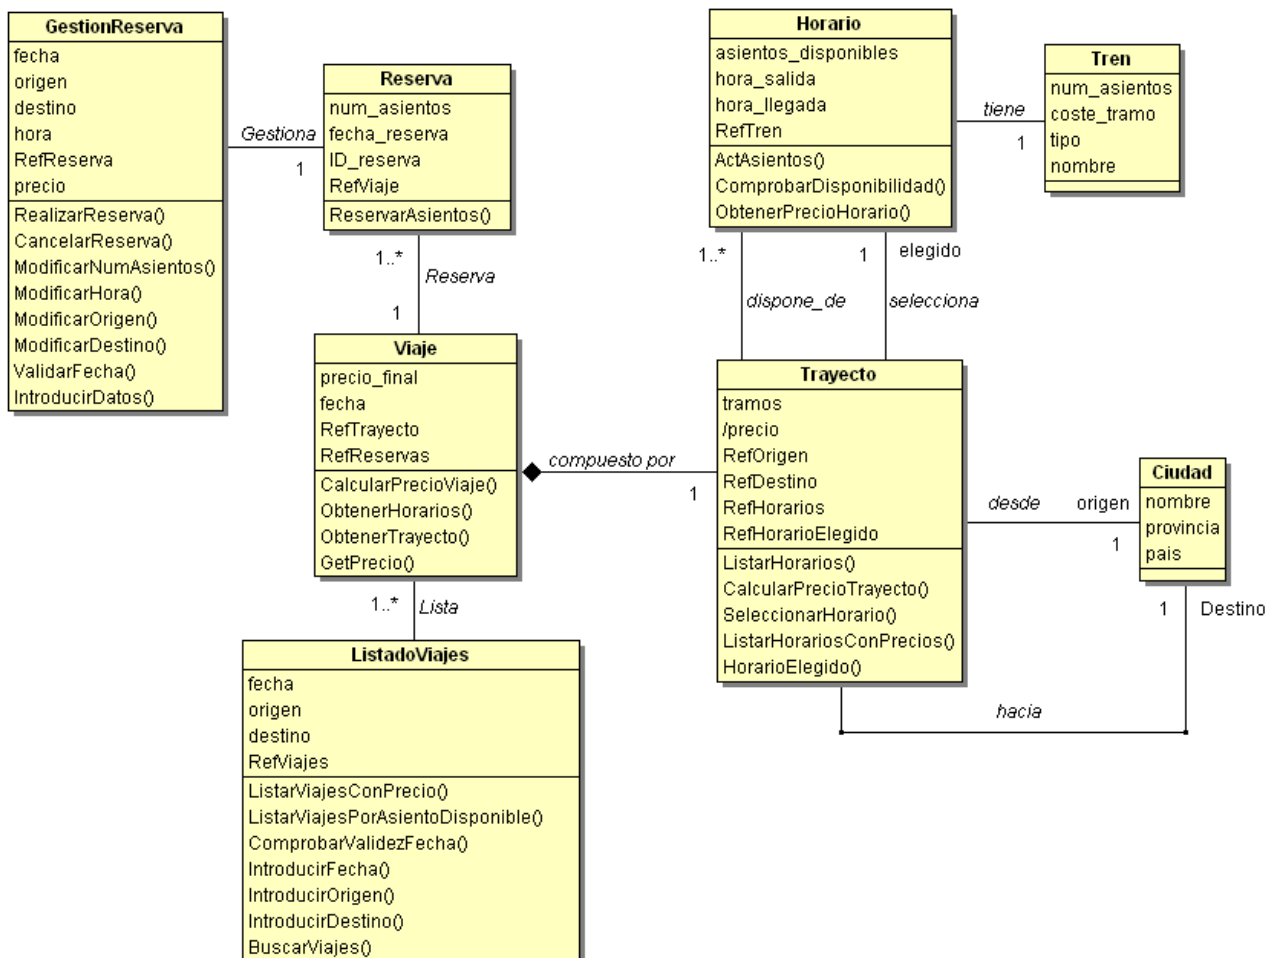 GestionReserva
fecha
origen
destino
hora
RefReserva
precio
RealizarReserva()
CancelarReserva()
ModificarNumAsientos()
ModificarHora()
ModificarOrigen()
ModificarDestino()
ValidarFecha()
IntroducirDatos()
Gestiona
1
Reserva
num_asientos
fecha_reserva
ID_reserva
RefViaje
ReservarAsientos()
1..*
Reserva
1
Viaje
precio_final
fecha
RefTrayecto
RefReservas
CalcularPrecioViaje()
ObtenerHorarios()
ObtenerTrayecto()
GetPrecio()
1..*
Lista
ListadoViajes
fecha
origen
destino
RefViajes
ListarViajesConPrecio()
ListarViajesPorAsientoDisponible()
ComprobarValidezFecha()
IntroducirFecha()
IntroducirOrigen()
IntroducirDestino()
BuscarViajes()
compuesto por
1
Horario
asientos_disponibles
hora_salida
hora_llegada
RefTren
ActAsientos()
ComprobarDisponibilidad()
ObtenerPrecioHorario()
tiene
1
Tren
num_asientos
coste_tramo
tipo
nombre
1..*
dispone_de
1
elegido
selecciona
Trayecto
tramos
/precio
RefOrigen
RefDestino
RefHorarios
RefHorarioElegido
ListarHorarios()
CalcularPrecioTrayecto()
SeleccionarHorario()
ListarHorariosConPrecios()
HorarioElegido()
desde
origen
1
Ciudad
nombre
provincia
pais
1
Destino
hacia